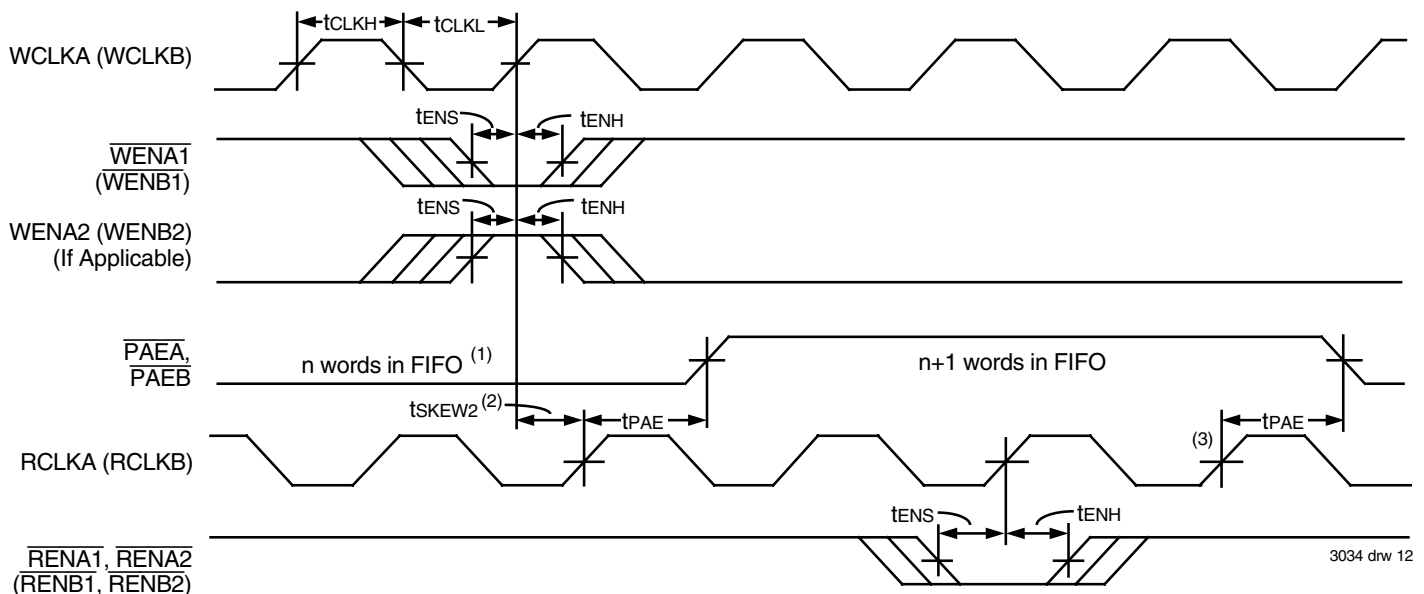 tCLKH tCLKL
WCLKA (WCLKB)
tENS tENH
WENA1
(WENB1)
tENS tENH
WENA2 (WENB2)
(If Applicable)
PAEA,
PAEB
n words in FIFO (1)
n+1 words in FIFO
tSKEW2 (2) tPAE tPAE
RCLKA (RCLKB)
(3)
tENS tENH
RENA1, RENA2
(RENB1, RENB2)
3034 drw 12